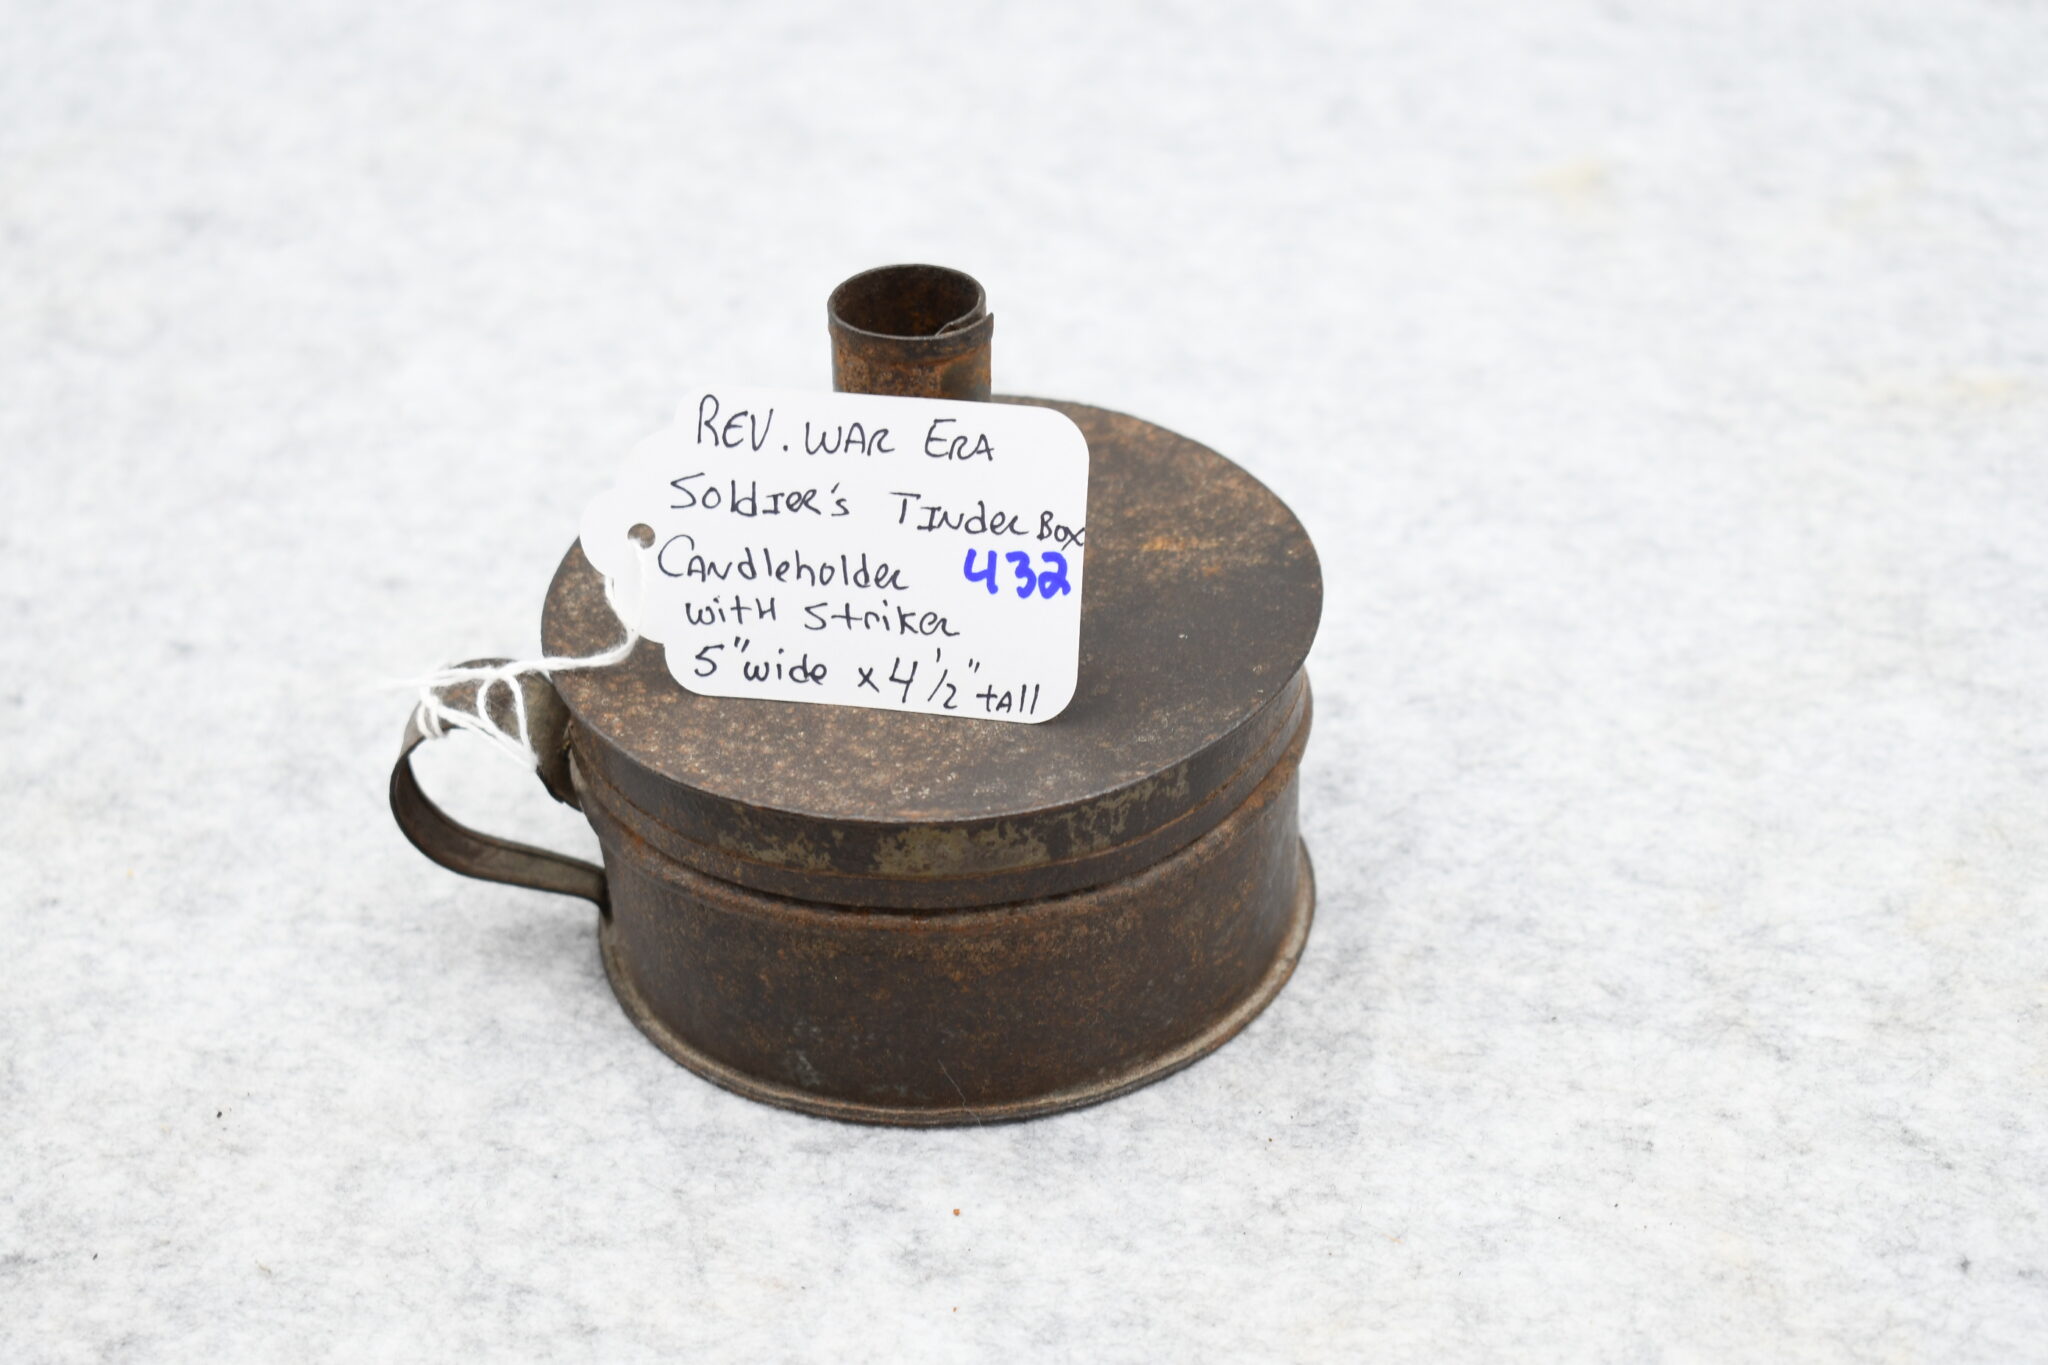 REV. WAR ERA
Soldier's Tinder Box
Candleholder 432
with Striker
5" wide x 4 1/2" tall